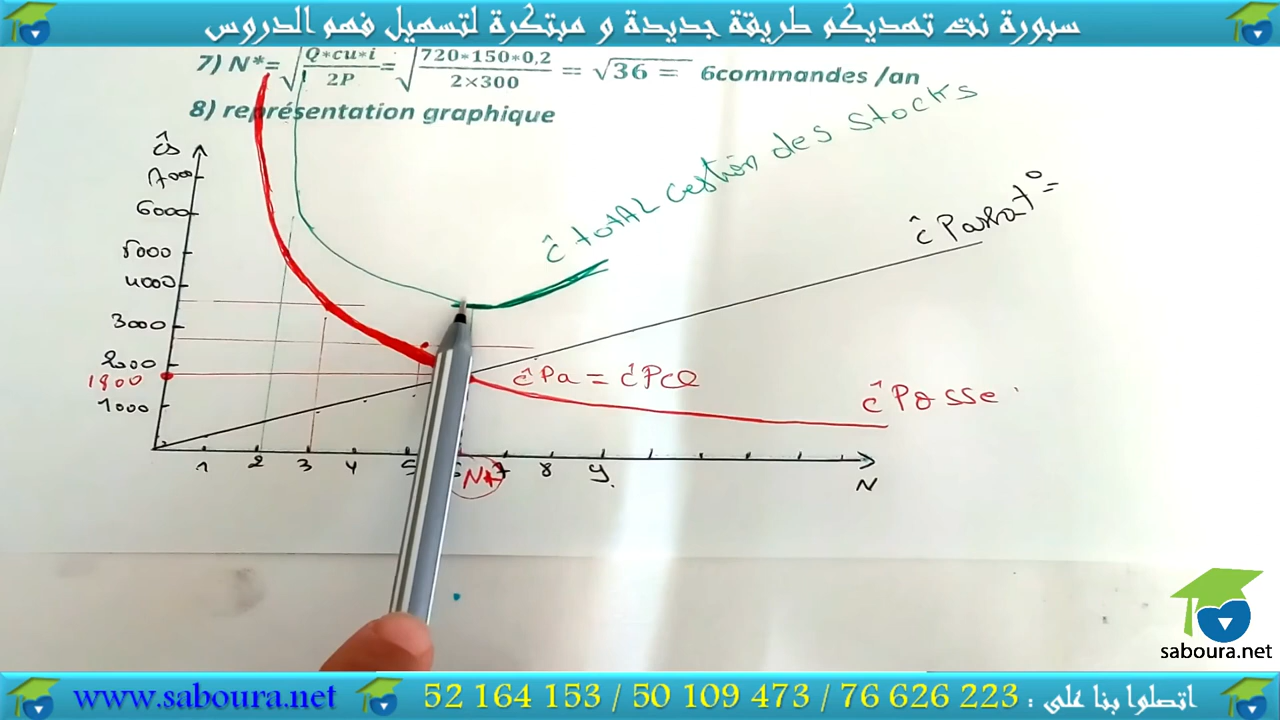 سبورة نت تهديكم طريقة جديدة و مبتكرة لتسهيل فهم الدروس
7) N*= √Q*cu*i/2P = √720*150*0,2/2×300 = √36 = 6commandes /an
8) représentation graphique
ĉs
7000
6000
5000
4000
3000
2000
1800
1000
1 2 3 4 5 6 N* 7 8 9 N
ĉ totAL Gestion des stocks
ĉ Passat° =
ĉPa = ĉPCQ
ĉ Posse
saboura.net
www.saboura.net
52 164 153 / 50 109 473 / 76 626 223 : اتصلوا بنا على